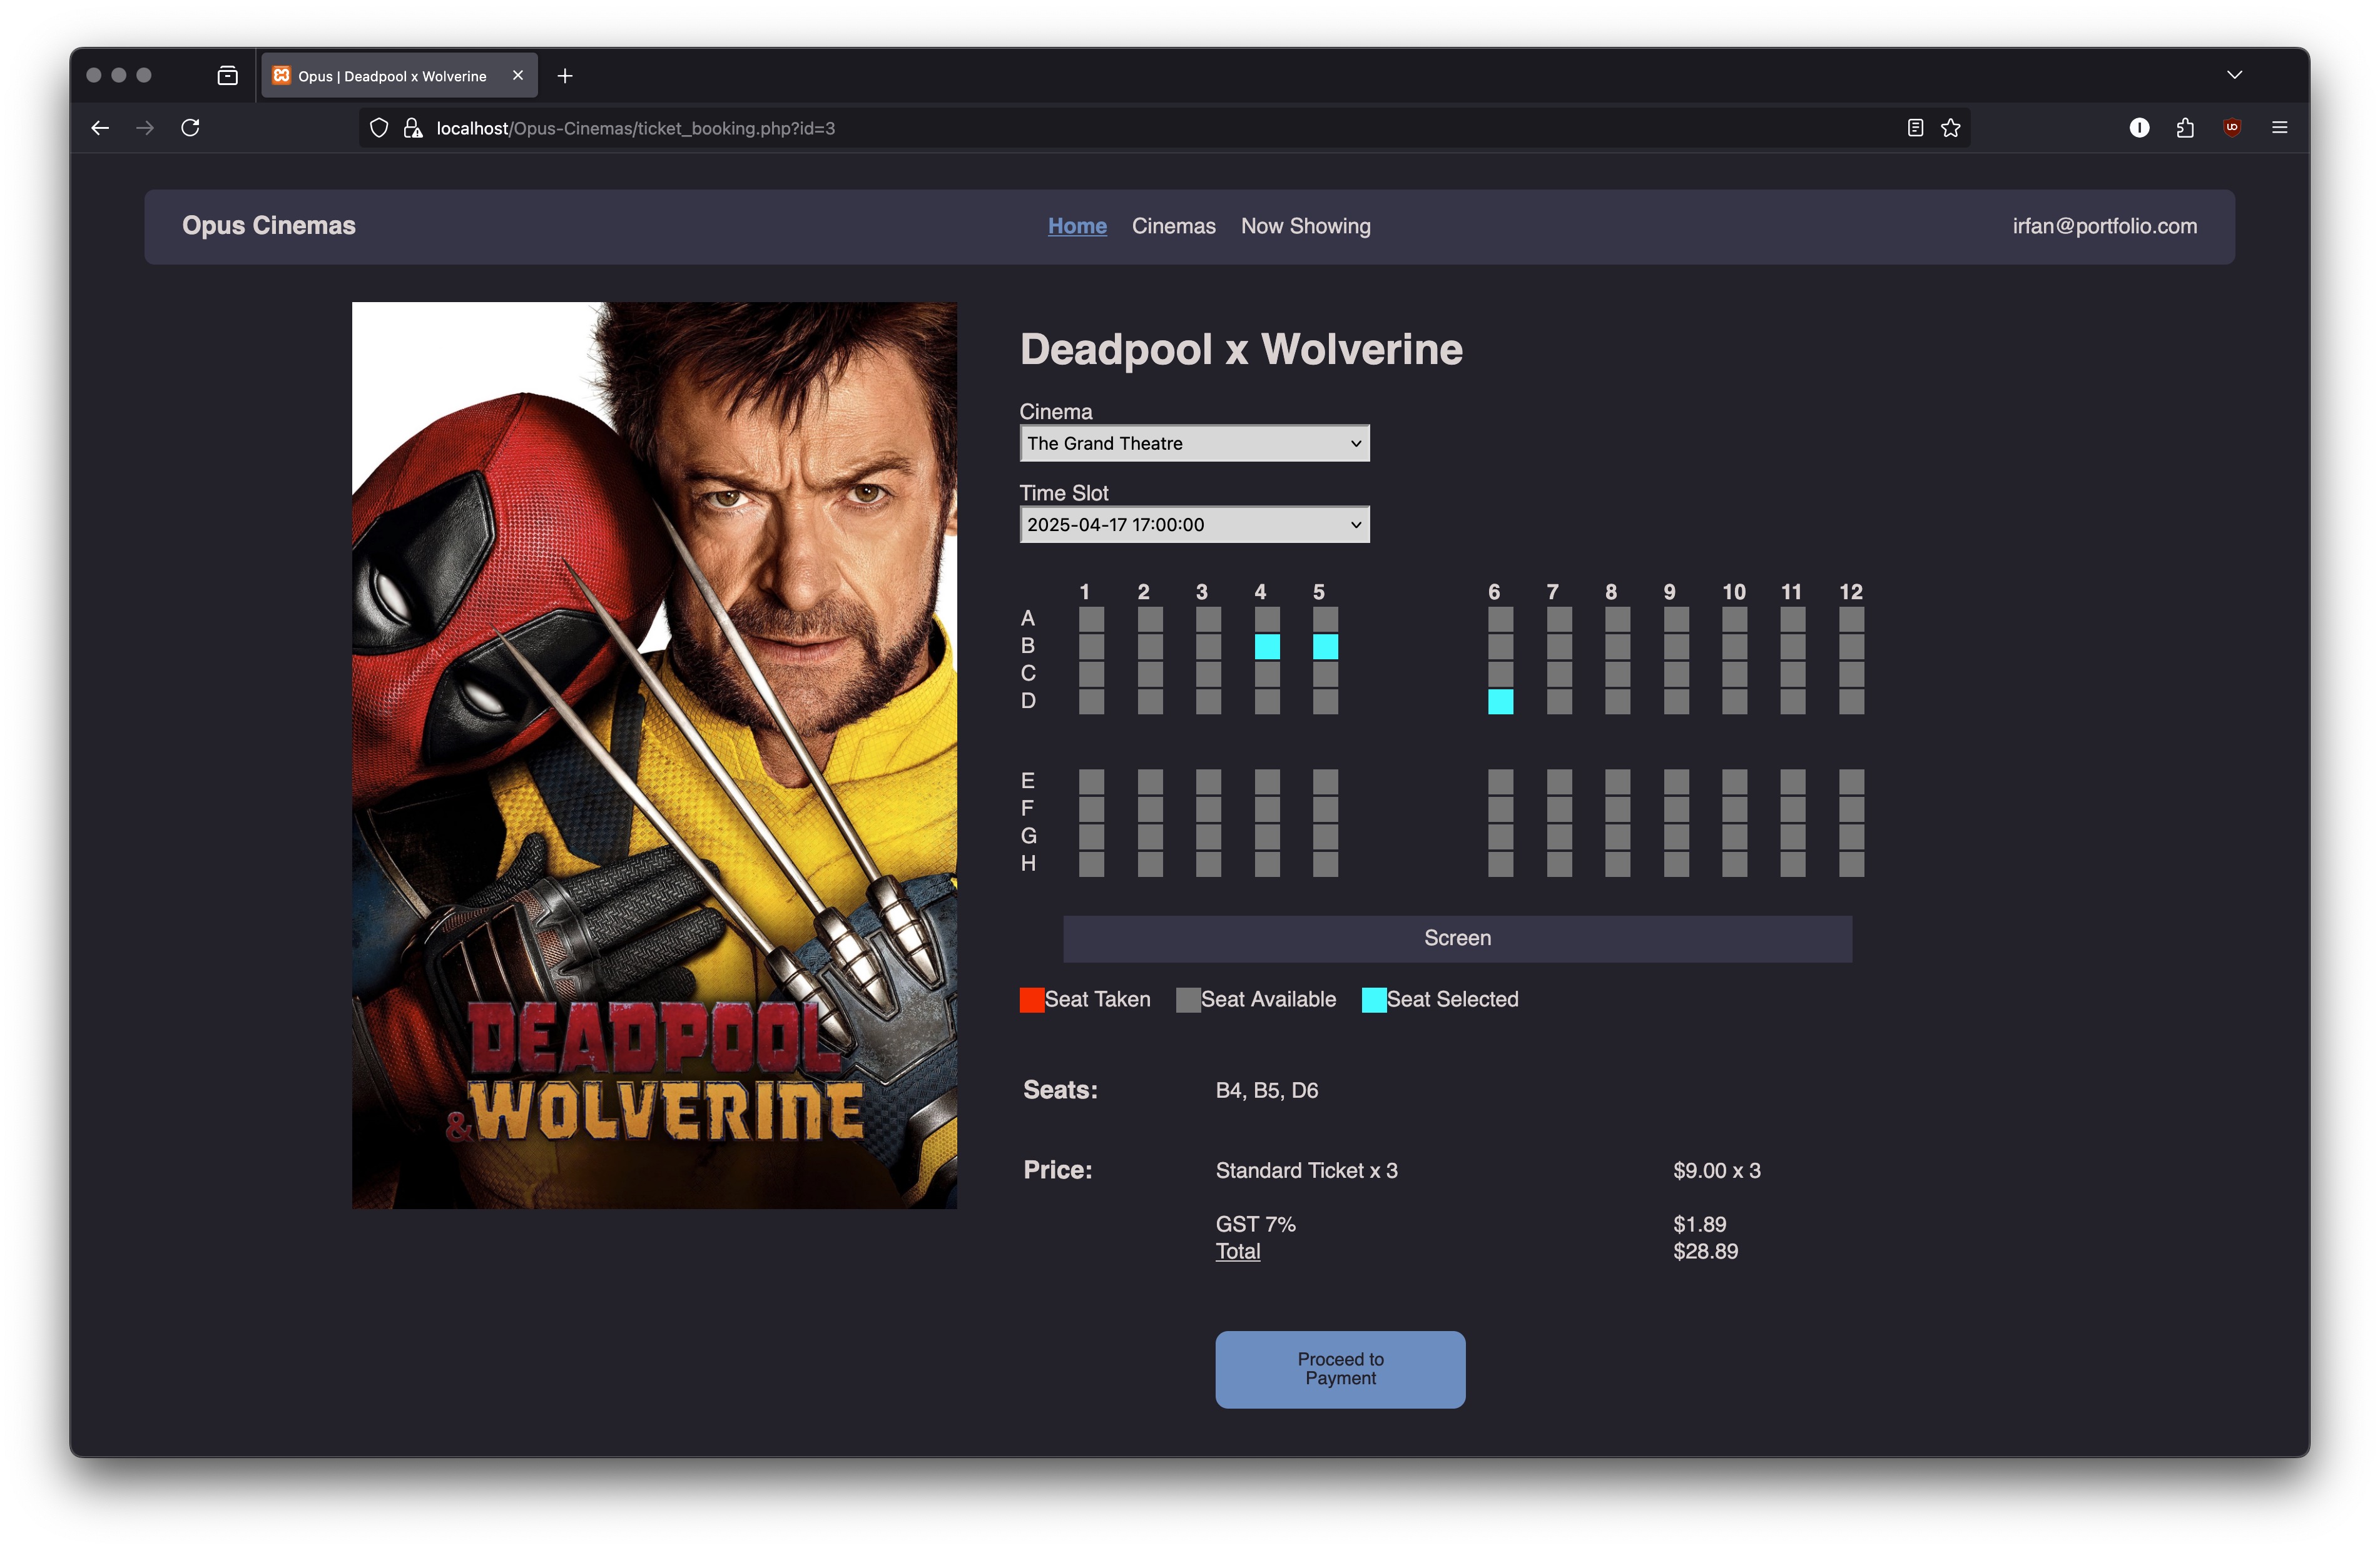 Opus | Deadpool x Wolverine
localhost/Opus-Cinemas/ticket_booking.php?id=3
Opus Cinemas
Home Cinemas Now Showing
irfan@portfolio.com
DEADPOOL
&WOLVERINE
Deadpool x Wolverine
Cinema
The Grand Theatre
Time Slot
2025-04-17 17:00:00
1 2 3 4 5 6 7 8 9 10 11 12
A
B
C
D
E
F
G
H
Screen
Seat Taken Seat Available Seat Selected
Seats: B4, B5, D6
Price: Standard Ticket x 3 $9.00 x 3
GST 7% $1.89
Total $28.89
Proceed to
Payment